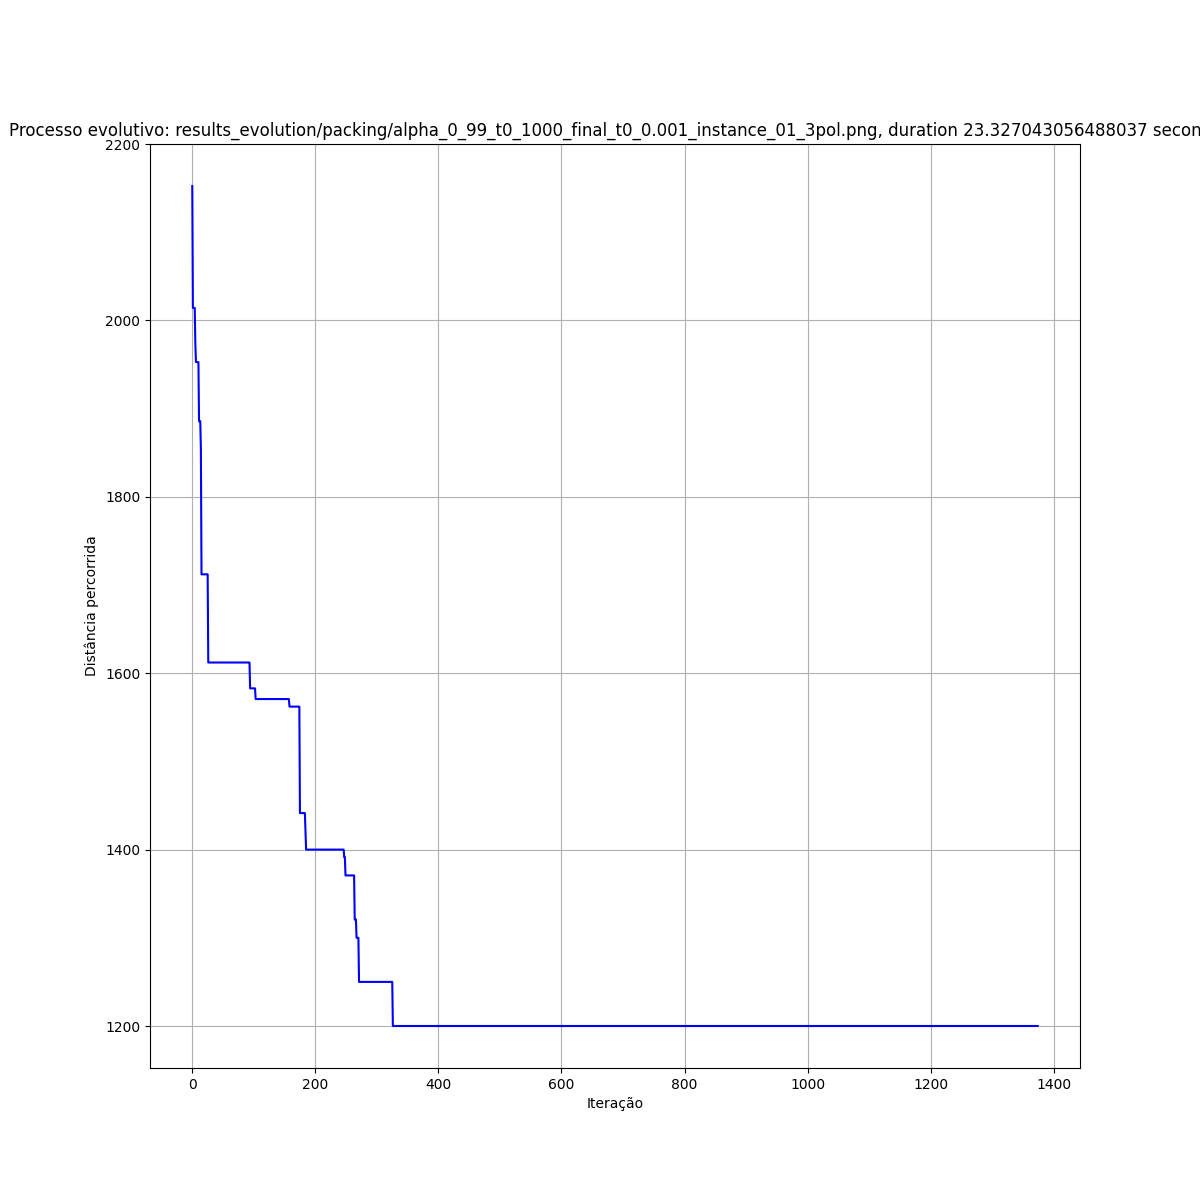 Processo evolutivo: results_evolution/packing/alpha_0_99_t0_1000_final_t0_0.001_instance_01_3pol.png, duration 23.327043056488037 secon
2200
2000
1800
1600
1400
1200
Distância percorrida
0 200 400 600 800 1000 1200 1400
Iteração